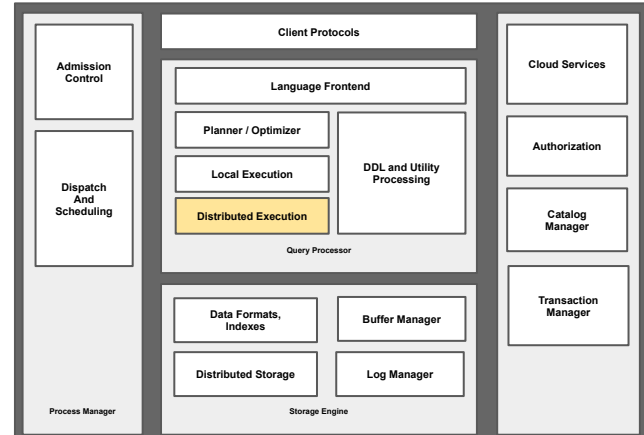 Admission
Control
Dispatch
And
Scheduling
Process Manager
Client Protocols
Language Frontend
Planner / Optimizer
Local Execution
Distributed Execution
DDL and Utility
Processing
Query Processor
Data Formats,
Indexes
Buffer Manager
Distributed Storage
Log Manager
Storage Engine
Cloud Services
Authorization
Catalog
Manager
Transaction
Manager